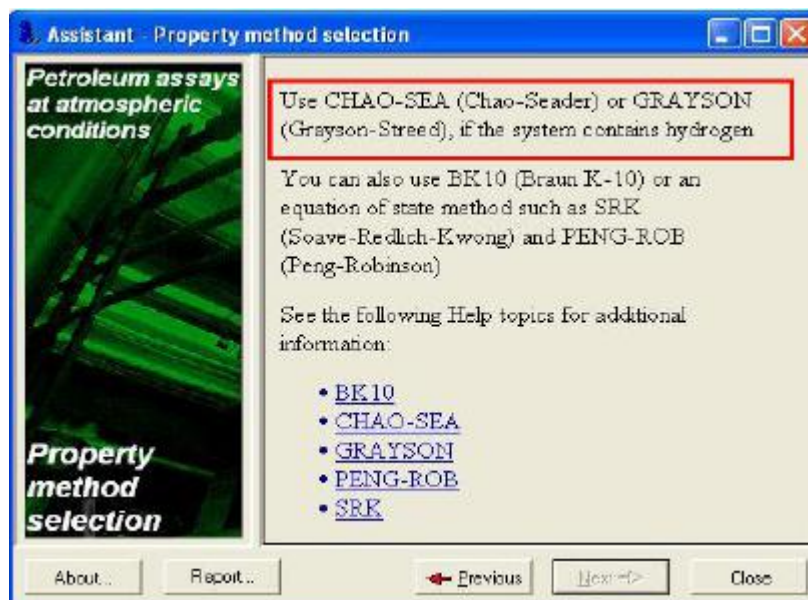 Assistant - Property method selection
Petroleum assays
at atmospheric
conditions
Property
method
selection
Use CHAO-SEA (Chao-Seader) or GRAYSON
(Grayson-Streed), if the system contains hydrogen
You can also use BK10 (Braun K-10) or an
equation of state method such as SRK
(Soave-Redlich-Kwong) and PENG-ROB
(Peng-Robinson)
See the following Help topics for additional
information:
• BK10
• CHAO-SEA
• GRAYSON
• PENG-ROB
• SRK
About...
Report...
Previous
Next =>
Close